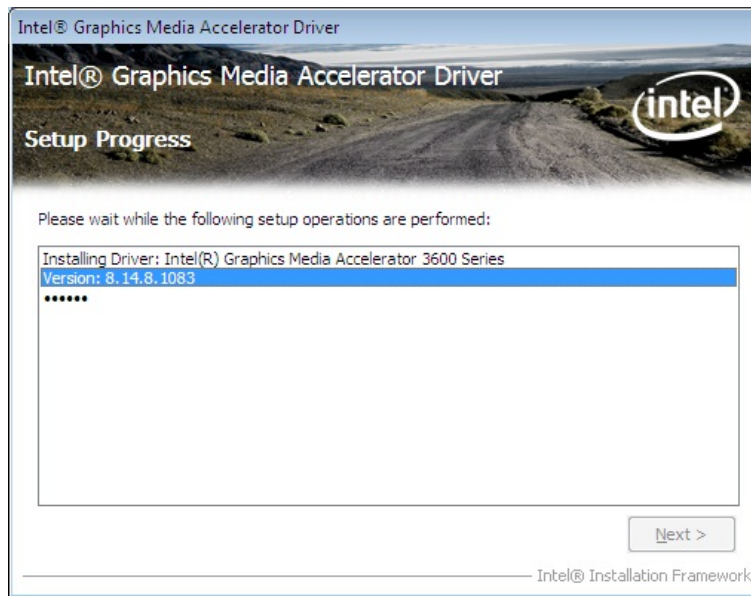 Intel® Graphics Media Accelerator Driver
Intel® Graphics Media Accelerator Driver
intel
Setup Progress
Please wait while the following setup operations are performed:
Installing Driver: Intel(R) Graphics Media Accelerator 3600 Series
Version: 8.14.8.1083
••••••
Next >
Intel® Installation Framework